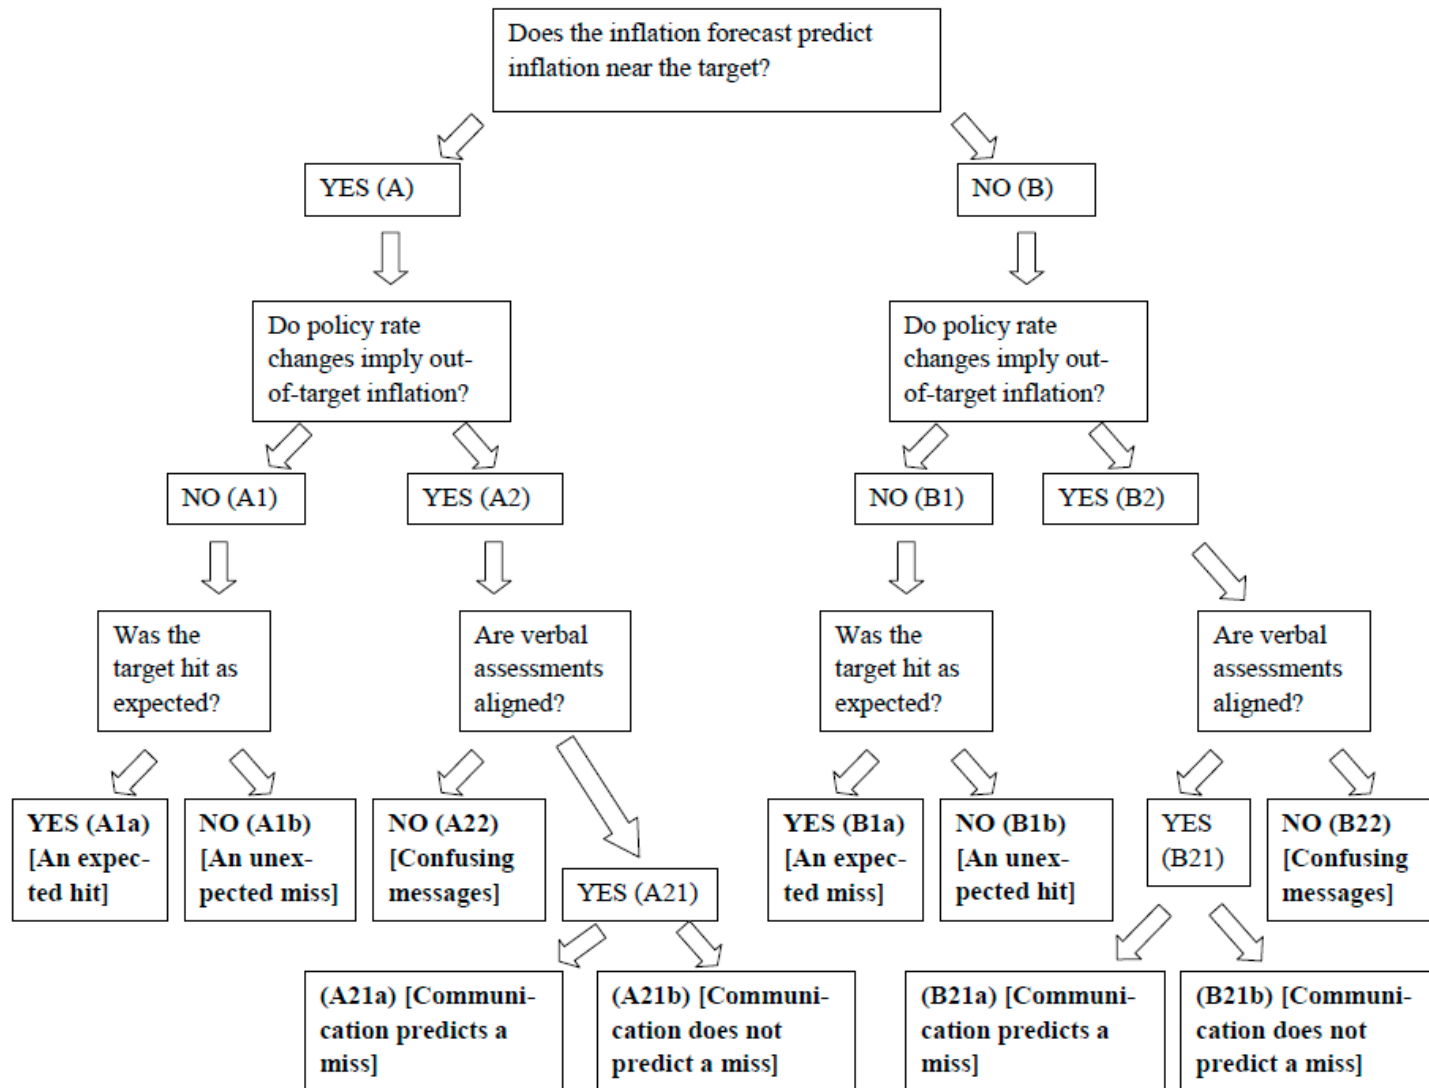 Does the inflation forecast predict
inflation near the target?
YES (A)
NO (B)
Do policy rate
changes imply out-
of-target inflation?
Do policy rate
changes imply out-
of-target inflation?
NO (A1)
YES (A2)
NO (B1)
YES (B2)
Was the
target hit as
expected?
Are verbal
assessments
aligned?
Was the
target hit as
expected?
Are verbal
assessments
aligned?
YES (A1a)
[An expec-
ted hit]
NO (A1b)
[An unex-
pected miss]
NO (A22)
[Confusing
messages]
YES (A21)
YES (B1a)
[An expec-
ted miss]
NO (B1b)
[An unex-
pected hit]
YES
(B21)
NO (B22)
[Confusing
messages]
(A21a) [Communi-
cation predicts a
miss]
(A21b) [Communi-
cation does not
predict a miss]
(B21a) [Communi-
cation predicts a
miss]
(B21b) [Communi-
cation does not
predict a miss]